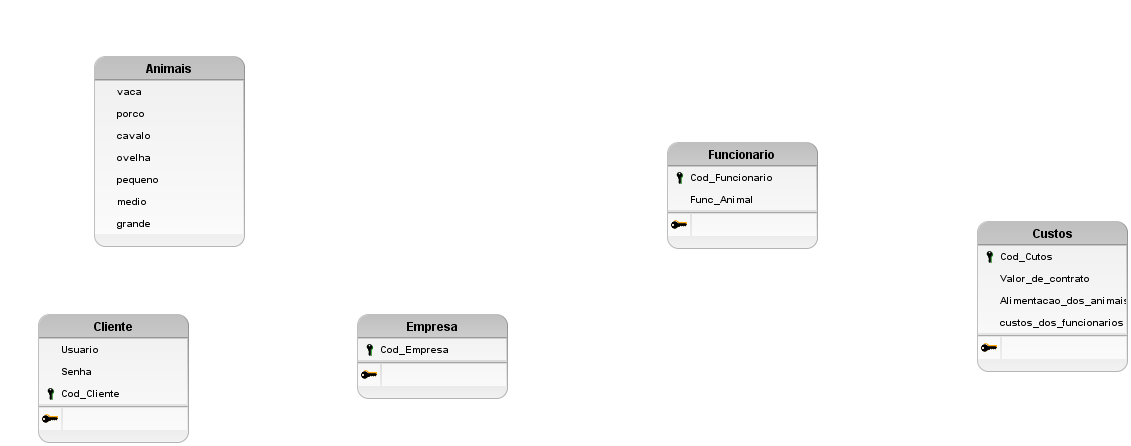 Animais
vaca
porco
cavalo
ovelha
pequeno
medio
grande
Funcionario
Cod_Funcionario
Func_Animal
Custos
Cod_Cutos
Valor_de_contrato
Alimentacao_dos_animais
custos_dos_funcionarios
Cliente
Usuario
Senha
Cod_Cliente
Empresa
Cod_Empresa